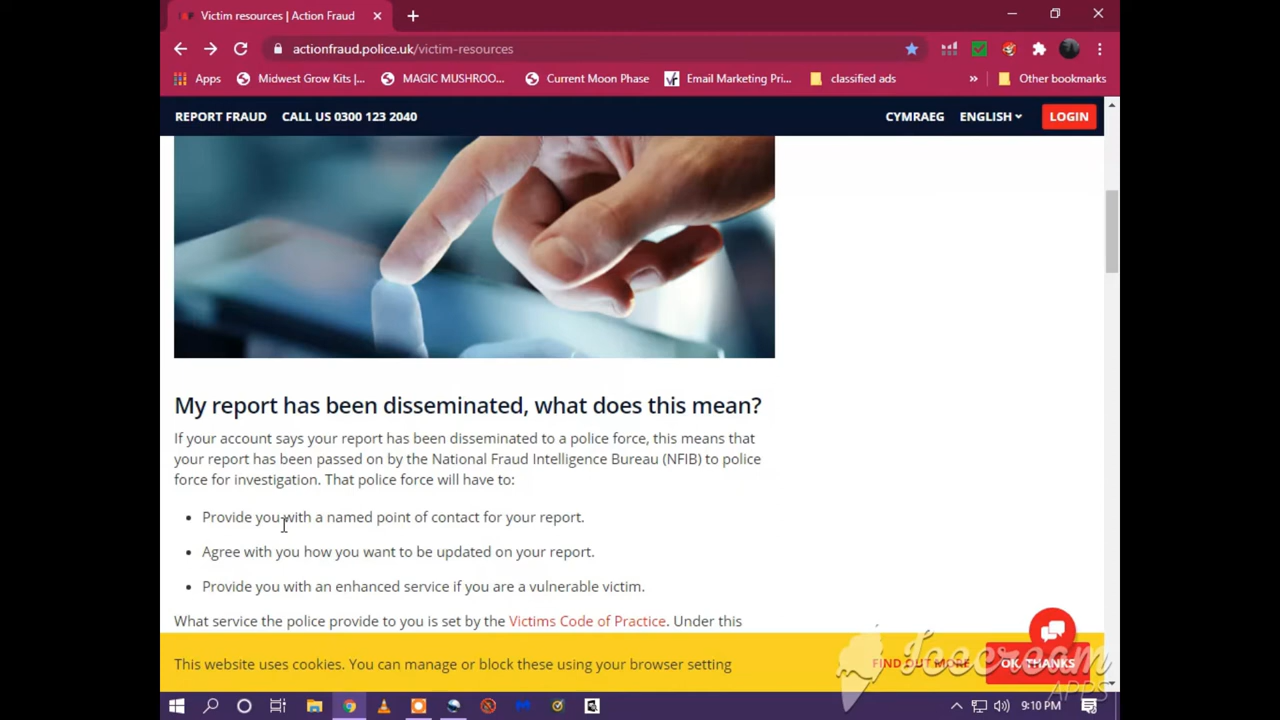 Victim resources | Action Fraud
actionfraud.police.uk/victim-resources
Apps Midwest Grow Kits |... MAGIC MUSHROO... Current Moon Phase Email Marketing Pri... classified ads » Other bookmarks
REPORT FRAUD CALL US 0300 123 2040 CYMRAEG ENGLISH LOGIN
My report has been disseminated, what does this mean?
If your account says your report has been disseminated to a police force, this means that
your report has been passed on by the National Fraud Intelligence Bureau (NFIB) to police
force for investigation. That police force will have to:
• Provide you with a named point of contact for your report.
• Agree with you how you want to be updated on your report.
• Provide you with an enhanced service if you are a vulnerable victim.
What service the police provide to you is set by the Victims Code of Practice. Under this
This website uses cookies. You can manage or block these using your browser setting FIND OUT MORE OK, THANKS
Icecream
APPS
9:10 PM